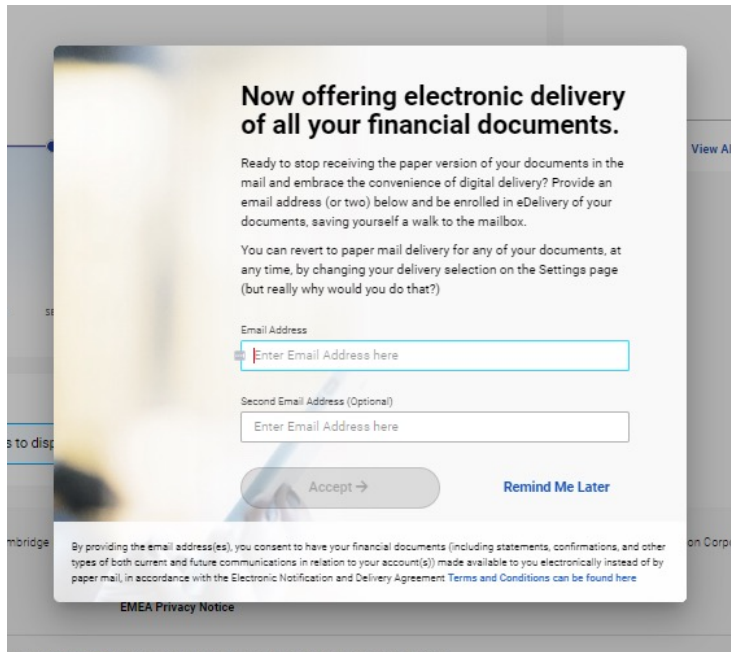 Now offering electronic delivery
of all your financial documents.
View Al
Ready to stop receiving the paper version of your documents in the
mail and embrace the convenience of digital delivery? Provide an
email address (or two) below and be enrolled in eDelivery of your
documents, saving yourself a walk to the mailbox.
You can revert to paper mail delivery for any of your documents, at
any time, by changing your delivery selection on the Settings page
(but really why would you do that?)
Email Address
Enter Email Address here
Second Email Address (Optional)
Enter Email Address here
s to disp
Accept →
Remind Me Later
mbridge
on Corp
By providing the email address(es), you consent to have your financial documents (including statements, confirmations, and other
types of both current and future communications in relation to your account(s)) made available to you electronically instead of by
paper mail, in accordance with the Electronic Notification and Delivery Agreement Terms and Conditions can be found here
EMEA Privacy Notice